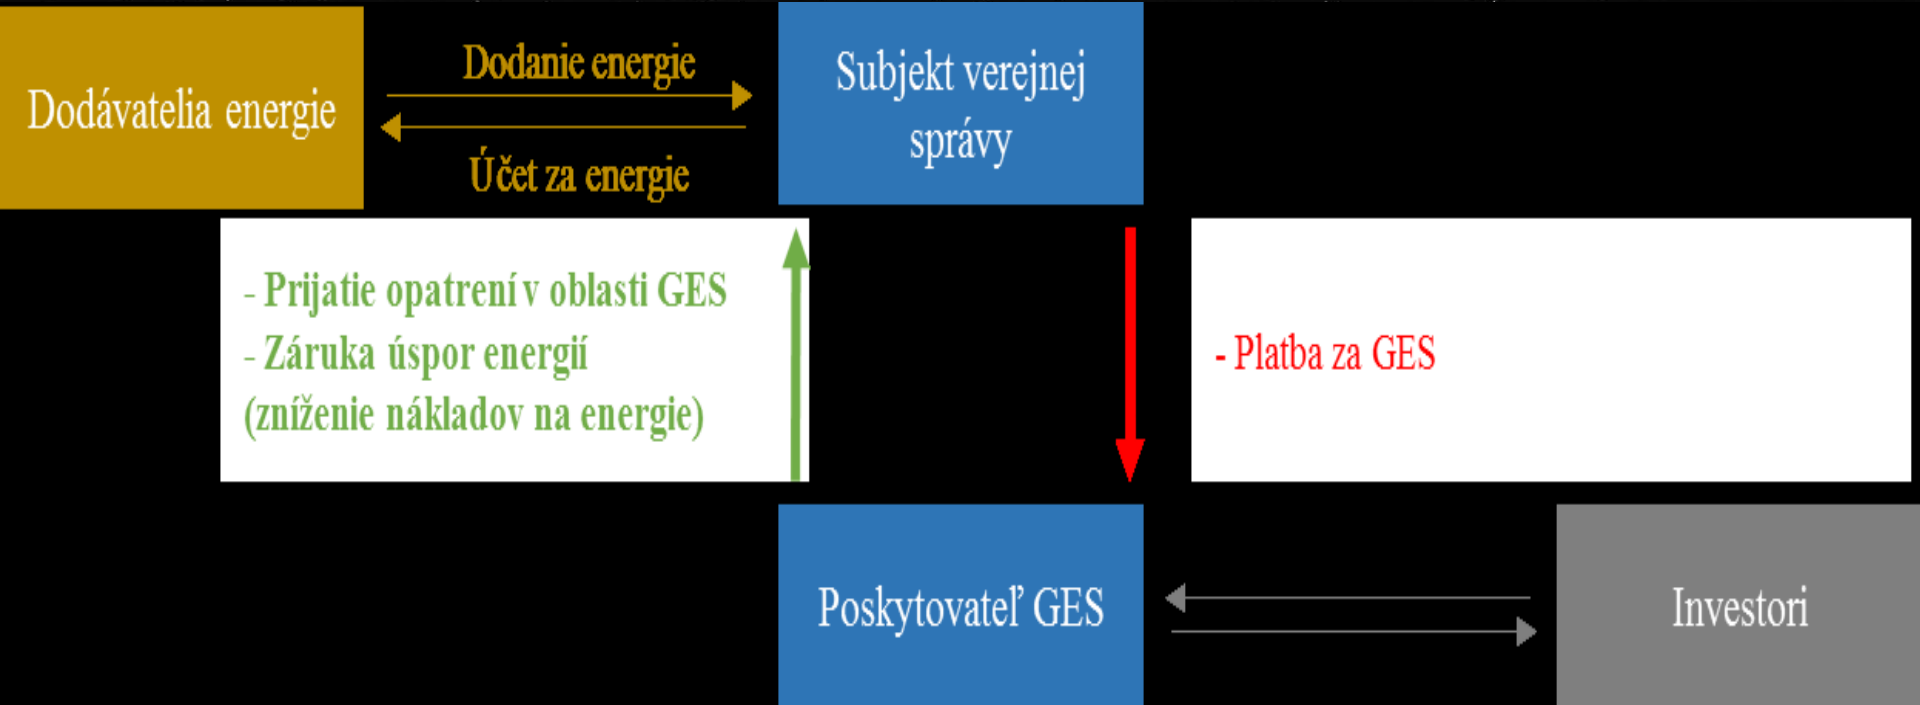 Dodávatelia energie
Dodanie energie
Účet za energie
Subjekt verejnej
správy
- Prijatie opatrení v oblasti GES
- Záruka úspor energií
(zníženie nákladov na energie)
- Platba za GES
Poskytovateľ GES
Investori